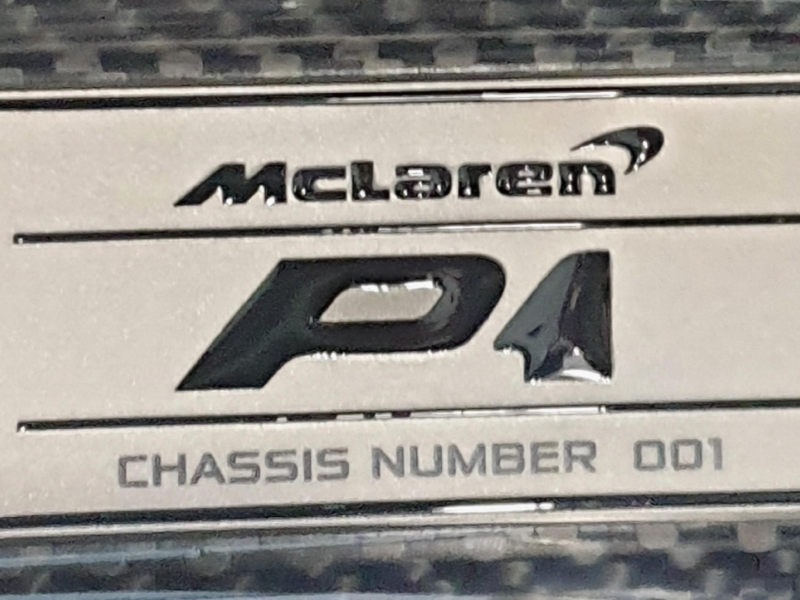 McLaren
P1
CHASSIS NUMBER 001